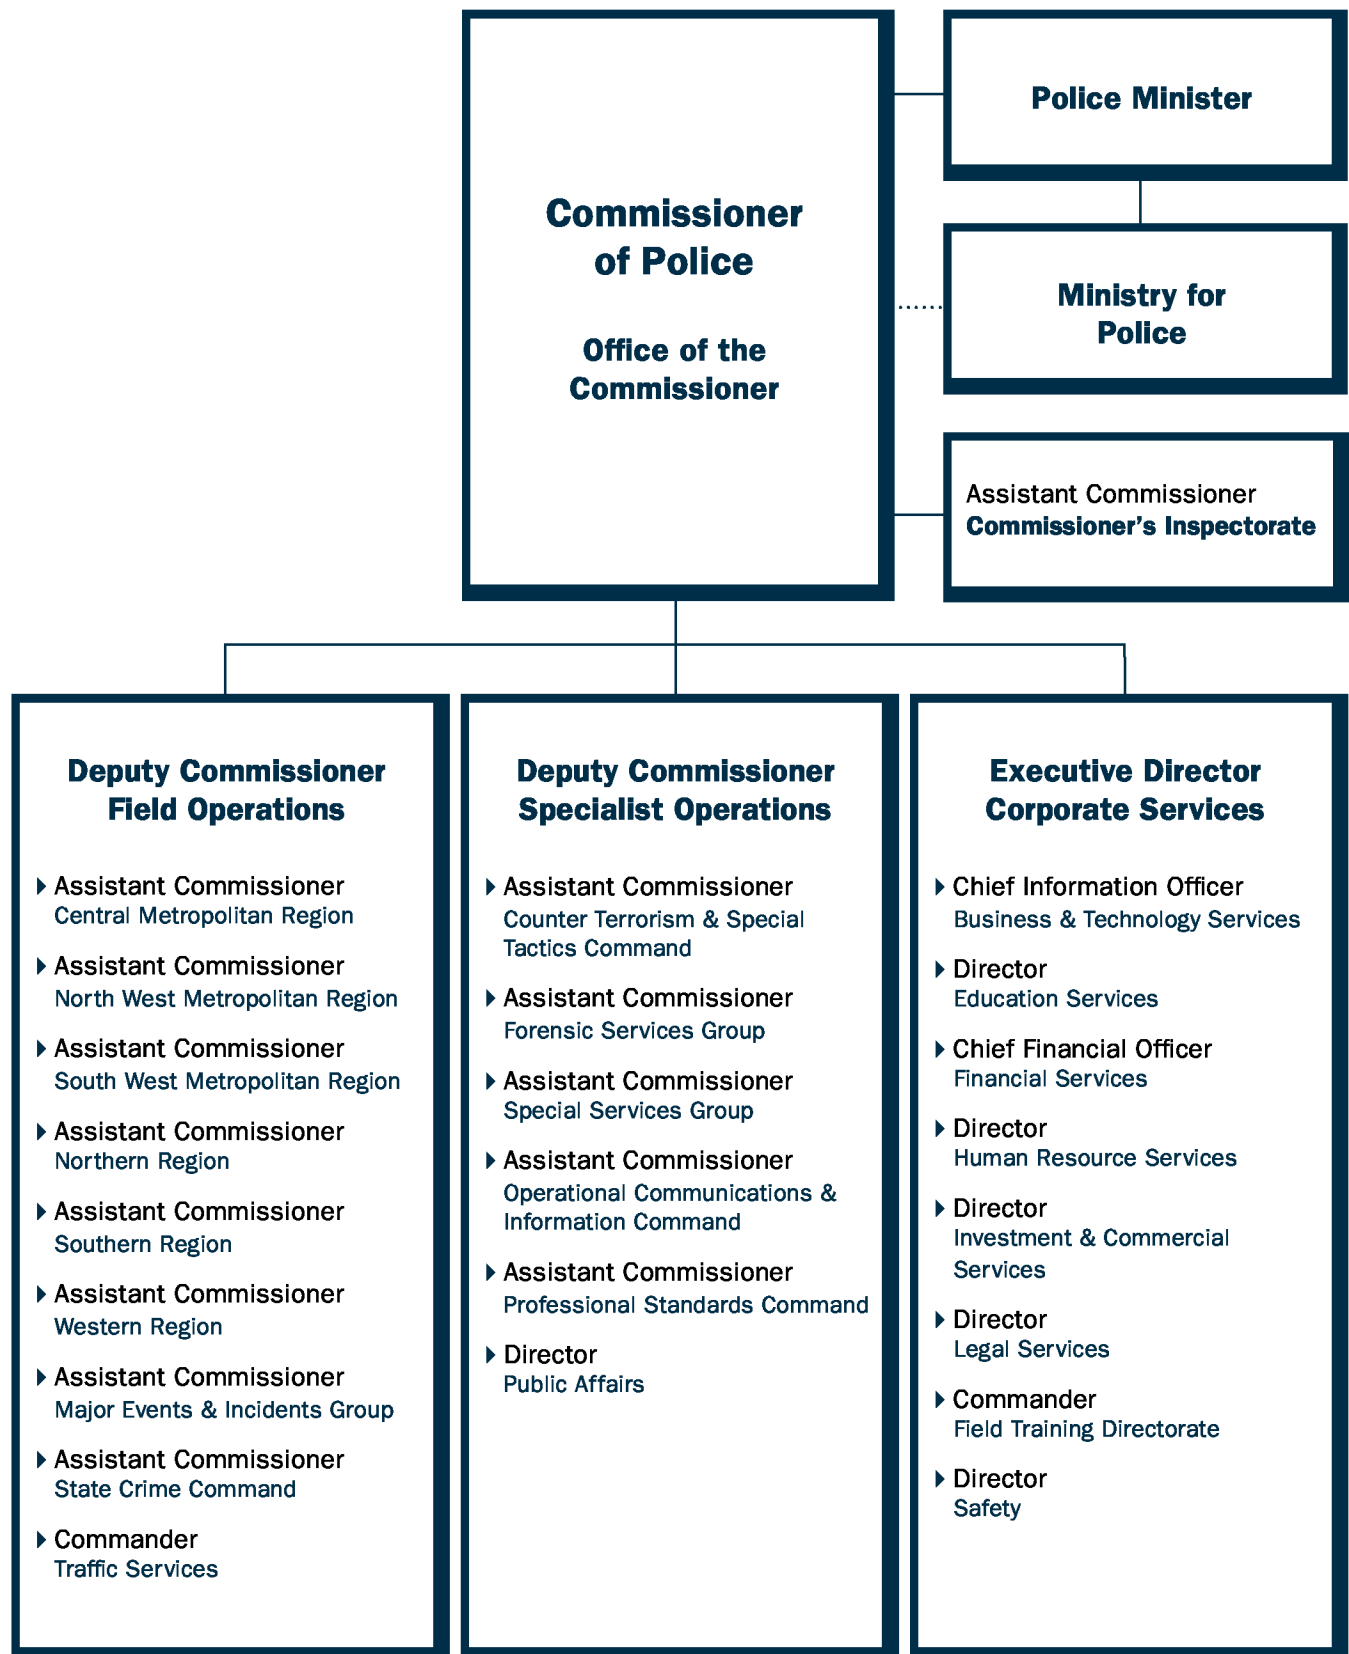 Commissioner
of Police
Office of the
Commissioner
Police Minister
Ministry for
Police
Assistant Commissioner
Commissioner’s Inspectorate
Deputy Commissioner
Field Operations
Assistant Commissioner
Central Metropolitan Region
Assistant Commissioner
North West Metropolitan Region
Assistant Commissioner
South West Metropolitan Region
Assistant Commissioner
Northern Region
Assistant Commissioner
Southern Region
Assistant Commissioner
Western Region
Assistant Commissioner
Major Events & Incidents Group
Assistant Commissioner
State Crime Command
Commander
Traffic Services
Deputy Commissioner
Specialist Operations
Assistant Commissioner
Counter Terrorism & Special
Tactics Command
Assistant Commissioner
Forensic Services Group
Assistant Commissioner
Special Services Group
Assistant Commissioner
Operational Communications &
Information Command
Assistant Commissioner
Professional Standards Command
Director
Public Affairs
Executive Director
Corporate Services
Chief Information Officer
Business & Technology Services
Director
Education Services
Chief Financial Officer
Financial Services
Director
Human Resource Services
Director
Investment & Commercial
Services
Director
Legal Services
Commander
Field Training Directorate
Director
Safety